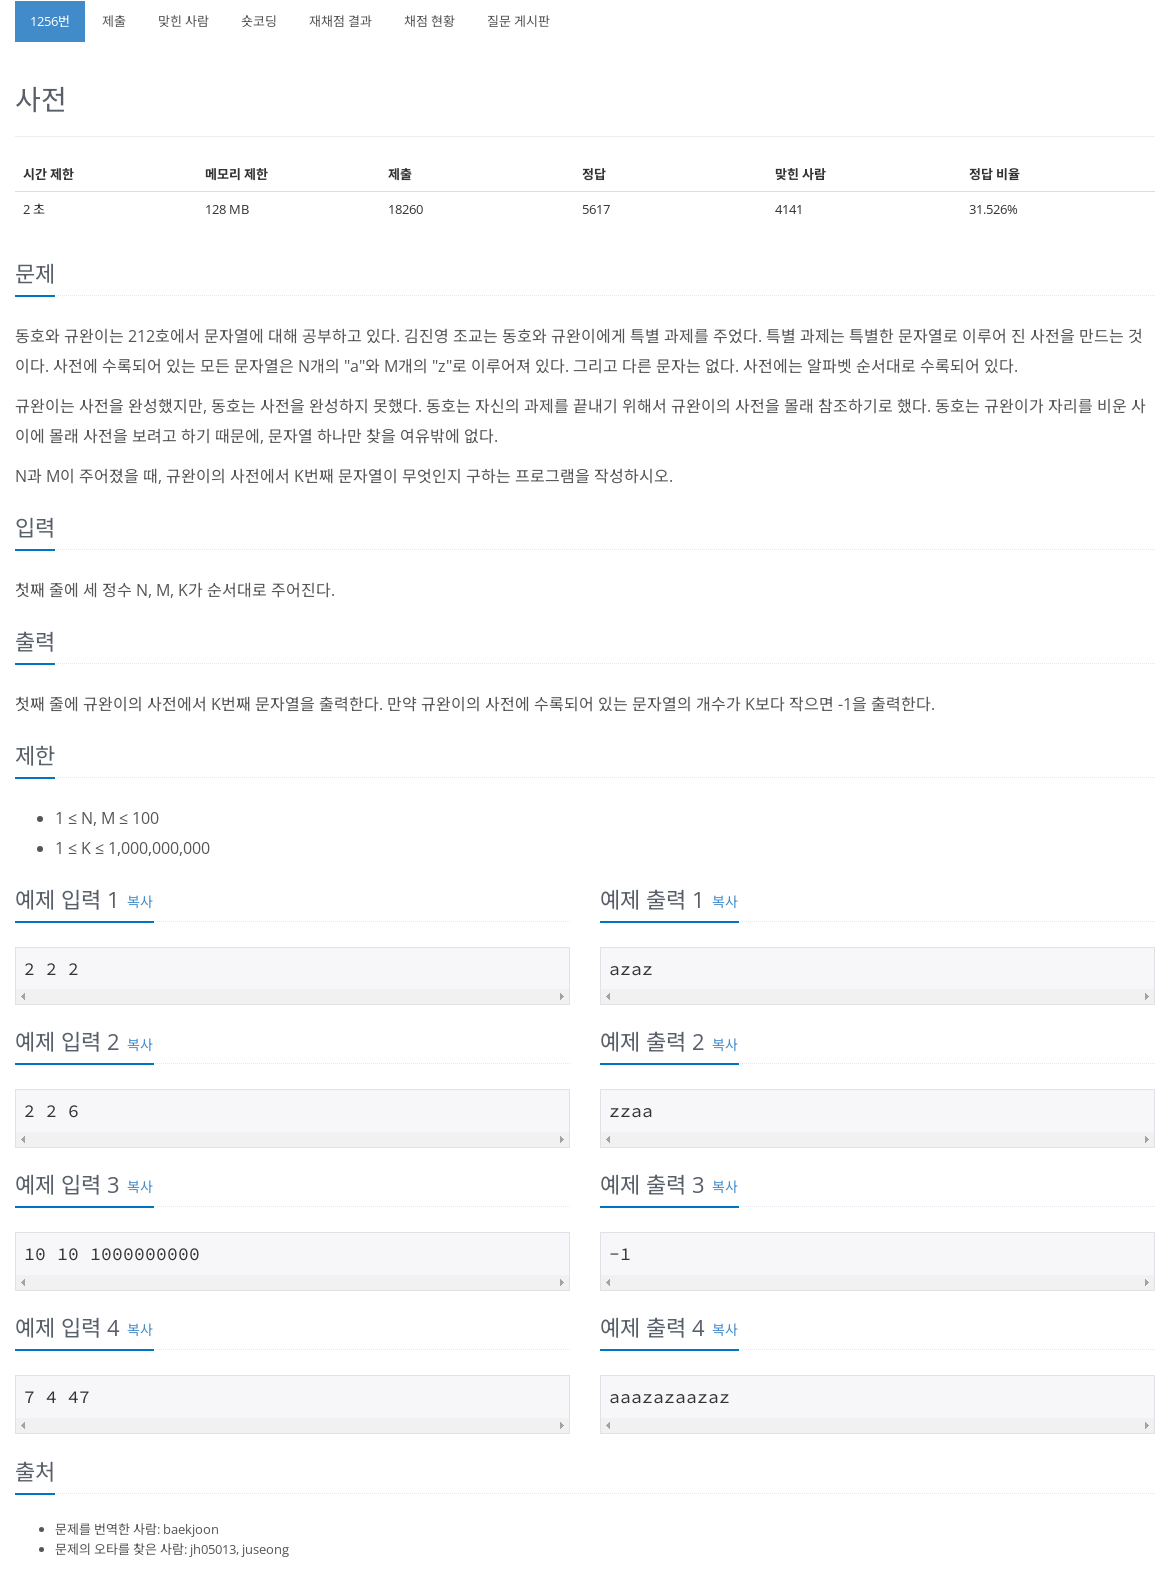 1256번 제출 맞힌 사람 숏코딩 재채점 결과 채점 현황 질문 게시판
사전
시간 제한 메모리 제한 제출 정답 맞힌 사람 정답 비율
2 초 128 MB 18260 5617 4141 31.526%
문제
동호와 규완이는 212호에서 문자열에 대해 공부하고 있다. 김진영 조교는 동호와 규완이에게 특별 과제를 주었다. 특별 과제는 특별한 문자열로 이루어 진 사전을 만드는 것
이다. 사전에 수록되어 있는 모든 문자열은 N개의 "a"와 M개의 "z"로 이루어져 있다. 그리고 다른 문자는 없다. 사전에는 알파벳 순서대로 수록되어 있다.
규완이는 사전을 완성했지만, 동호는 사전을 완성하지 못했다. 동호는 자신의 과제를 끝내기 위해서 규완이의 사전을 몰래 참조하기로 했다. 동호는 규완이가 자리를 비운 사
이에 몰래 사전을 보려고 하기 때문에, 문자열 하나만 찾을 여유밖에 없다.
N과 M이 주어졌을 때, 규완이의 사전에서 K번째 문자열이 무엇인지 구하는 프로그램을 작성하시오.
입력
첫째 줄에 세 정수 N, M, K가 순서대로 주어진다.
출력
첫째 줄에 규완이의 사전에서 K번째 문자열을 출력한다. 만약 규완이의 사전에 수록되어 있는 문자열의 개수가 K보다 작으면 -1을 출력한다.
제한
• 1 ≤ N, M ≤ 100
• 1 ≤ K ≤ 1,000,000,000
예제 입력 1 복사 예제 출력 1 복사
2 2 2 azaz
예제 입력 2 복사 예제 출력 2 복사
2 2 6 zzaa
예제 입력 3 복사 예제 출력 3 복사
10 10 1000000000 -1
예제 입력 4 복사 예제 출력 4 복사
7 4 47 aaazazaazaz
출처
• 문제를 번역한 사람: baekjoon
• 문제의 오타를 찾은 사람: jh05013, juseong